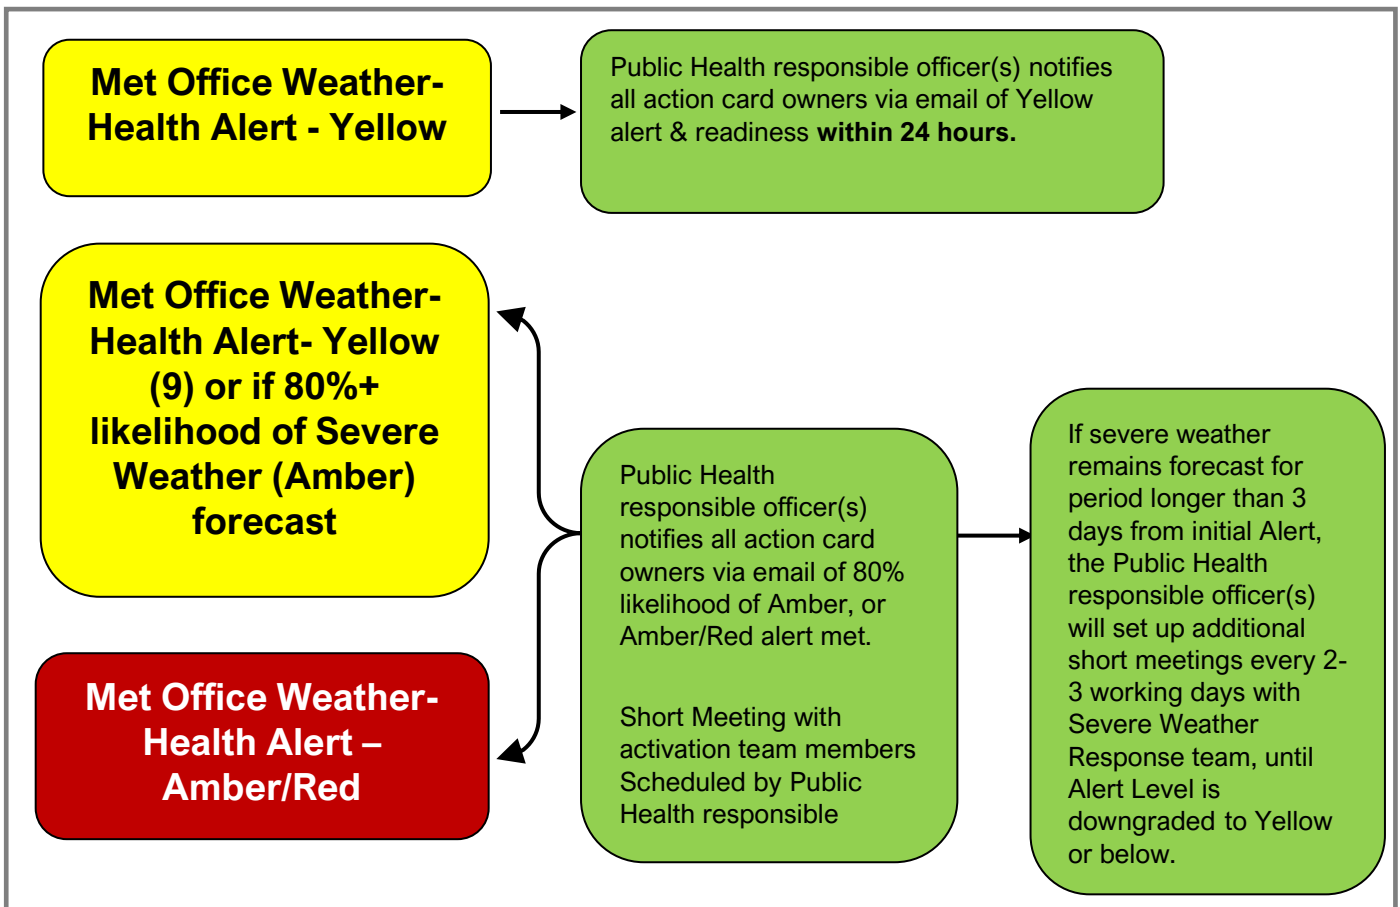 Met Office Weather-
Health Alert - Yellow
Public Health responsible officer(s) notifies
all action card owners via email of Yellow
alert & readiness within 24 hours.
Met Office Weather-
Health Alert- Yellow
(9) or if 80%+
likelihood of Severe
Weather (Amber)
forecast
Met Office Weather-
Health Alert –
Amber/Red
Public Health
responsible officer(s)
notifies all action card
owners via email of 80%
likelihood of Amber, or
Amber/Red alert met.
Short Meeting with
activation team members
Scheduled by Public
Health responsible
If severe weather
remains forecast for
period longer than 3
days from initial Alert,
the Public Health
responsible officer(s)
will set up additional
short meetings every 2-
3 working days with
Severe Weather
Response team, until
Alert Level is
downgraded to Yellow
or below.